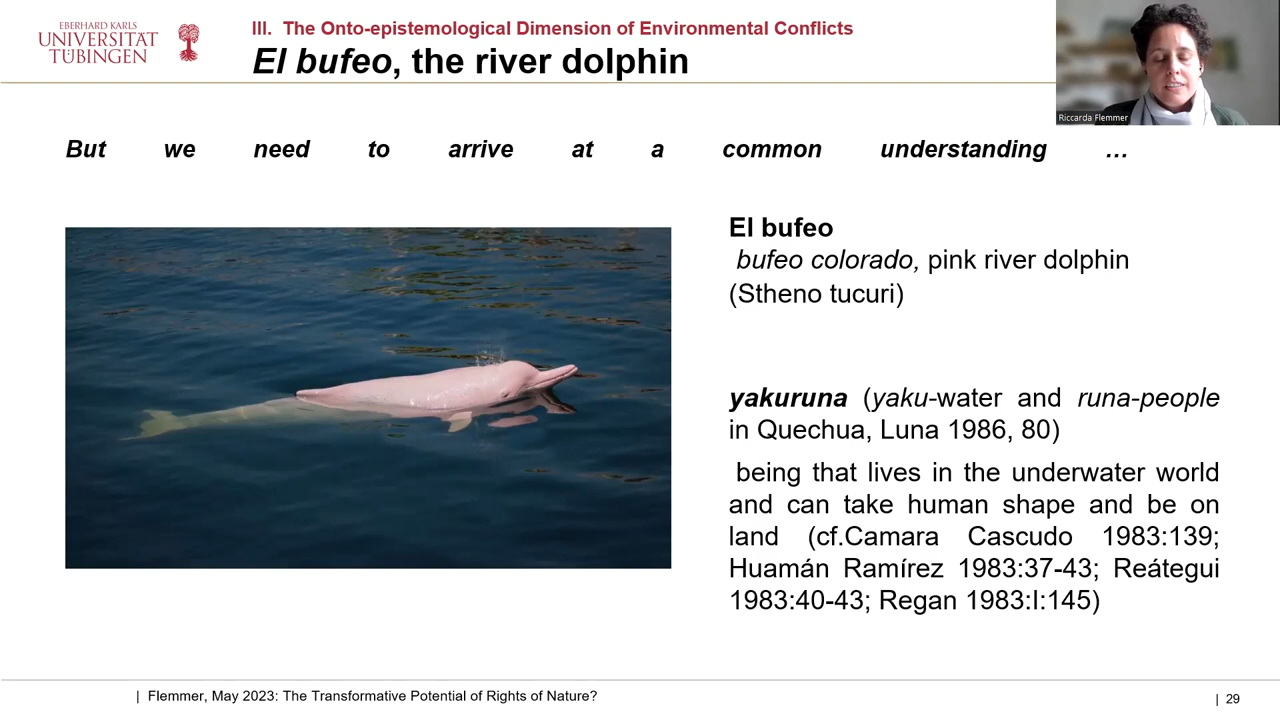 EBERHARD KARLS
UNIVERSITÄT
TÜBINGEN
III. The Onto-epistemological Dimension of Environmental Conflicts
El bufeo, the river dolphin
Riccarda Flemmer
But we need to arrive at a common understanding …
El bufeo
bufeo colorado, pink river dolphin
(Stheno tucuri)
yakuruna (yaku-water and runa-people
in Quechua, Luna 1986, 80)
being that lives in the underwater world
and can take human shape and be on
land (cf.Camara Cascudo 1983:139;
Huamán Ramírez 1983:37-43; Reátegui
1983:40-43; Regan 1983:I:145)
| Flemmer, May 2023: The Transformative Potential of Rights of Nature?
| 29